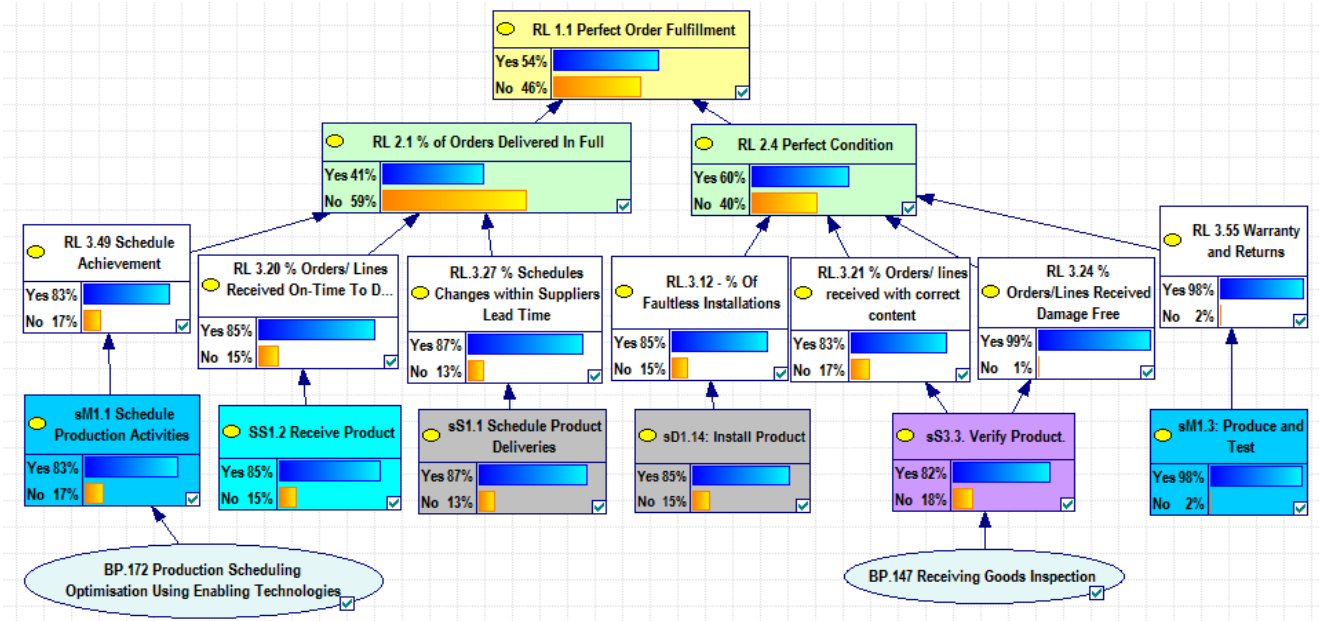 RL 1.1 Perfect Order Fulfillment
Yes 54%
No 46%
RL 2.1 % of Orders Delivered In Full
Yes 41%
No 59%
RL 2.4 Perfect Condition
Yes 60%
No 40%
RL 3.49 Schedule
Achievement
Yes 83%
No 17%
RL 3.20 % Orders/ Lines
Received On-Time To D...
Yes 85%
No 15%
RL.3.27 % Schedules
Changes within Suppliers
Lead Time
Yes 87%
No 13%
RL.3.12 - % Of
Faultless Installations
Yes 85%
No 15%
RL.3.21 % Orders/ lines
received with correct
content
Yes 83%
No 17%
RL 3.24 %
Orders/Lines Received
Damage Free
Yes 99%
No 1%
RL 3.55 Warranty
and Returns
Yes 98%
No 2%
sM1.1 Schedule
Production Activities
Yes 83%
No 17%
SS1.2 Receive Product
Yes 85%
No 15%
sS1.1 Schedule Product
Deliveries
Yes 87%
No 13%
sD1.14: Install Product
Yes 85%
No 15%
sS3.3. Verify Product.
Yes 82%
No 18%
sM1.3: Produce and
Test
Yes 98%
No 2%
BP.172 Production Scheduling
Optimisation Using Enabling Technologies
BP.147 Receiving Goods Inspection